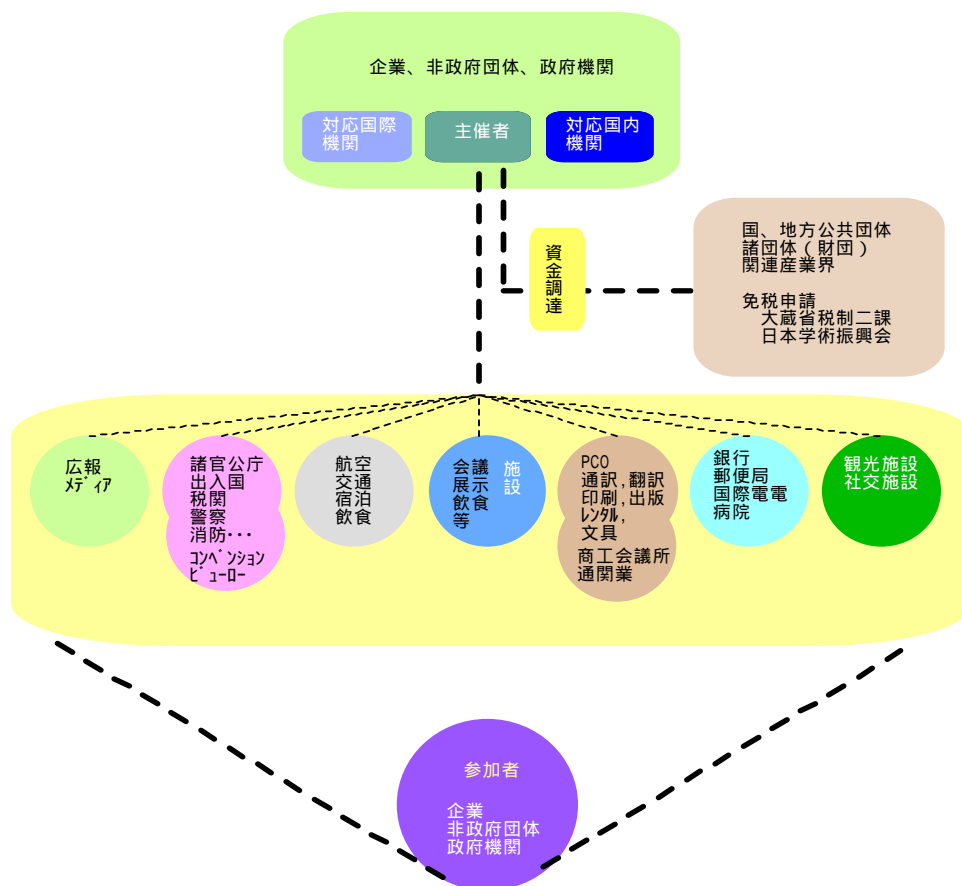 企業、非政府団体、政府機関
対応国際
機関
主催者
対応国内
機関
資金調達
国、地方公共団体
諸団体(財団)
関連産業界
免税申請
大蔵省税制二課
日本学術振興会
広報
ﾒﾃﾞｨｱ
諸官公庁
出入国
税関
警察
消防･･･
ｺﾝﾍﾞﾝｼｮﾝ
ﾋﾞｭｰﾛｰ
航空
交通
宿泊
飲食
会議
展示
飲食
等
施設
PCO
通訳,翻訳
印刷,出版
ﾚﾝﾀﾙ,
文具
商工会議所
通関業
銀行
郵便局
国際電電
病院
観光施設
社交施設
参加者
企業
非政府団体
政府機関